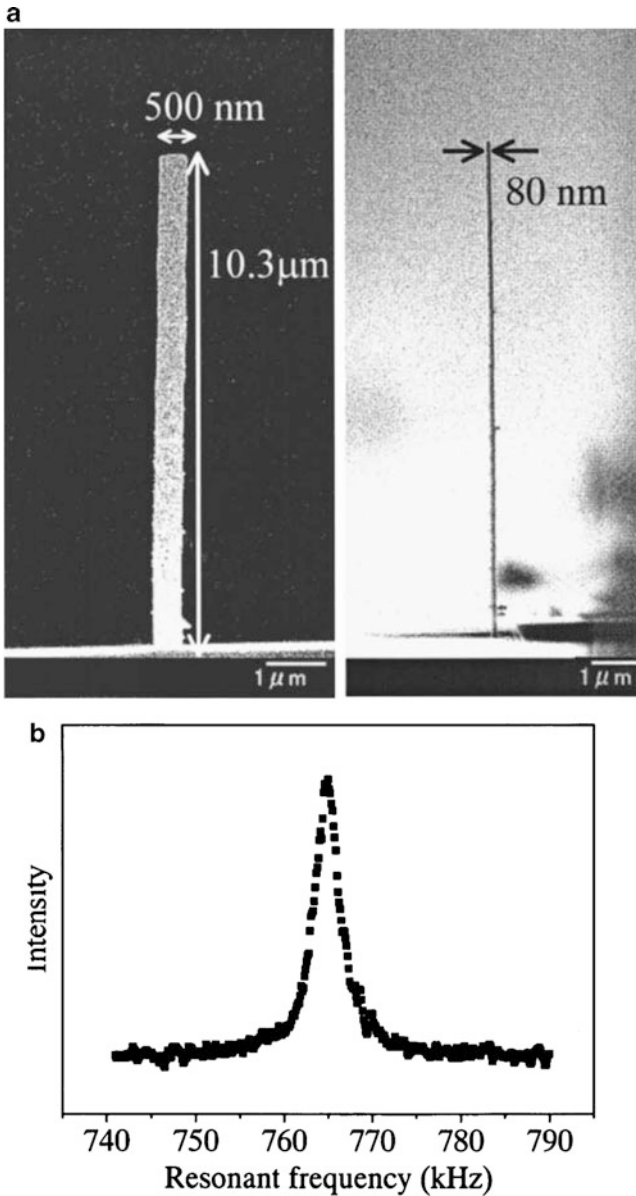 a
500 nm
10.3μm
80 nm
1 μm
1 μm
b
Intensity
740 750 760 770 780 790
Resonant frequency (kHz)